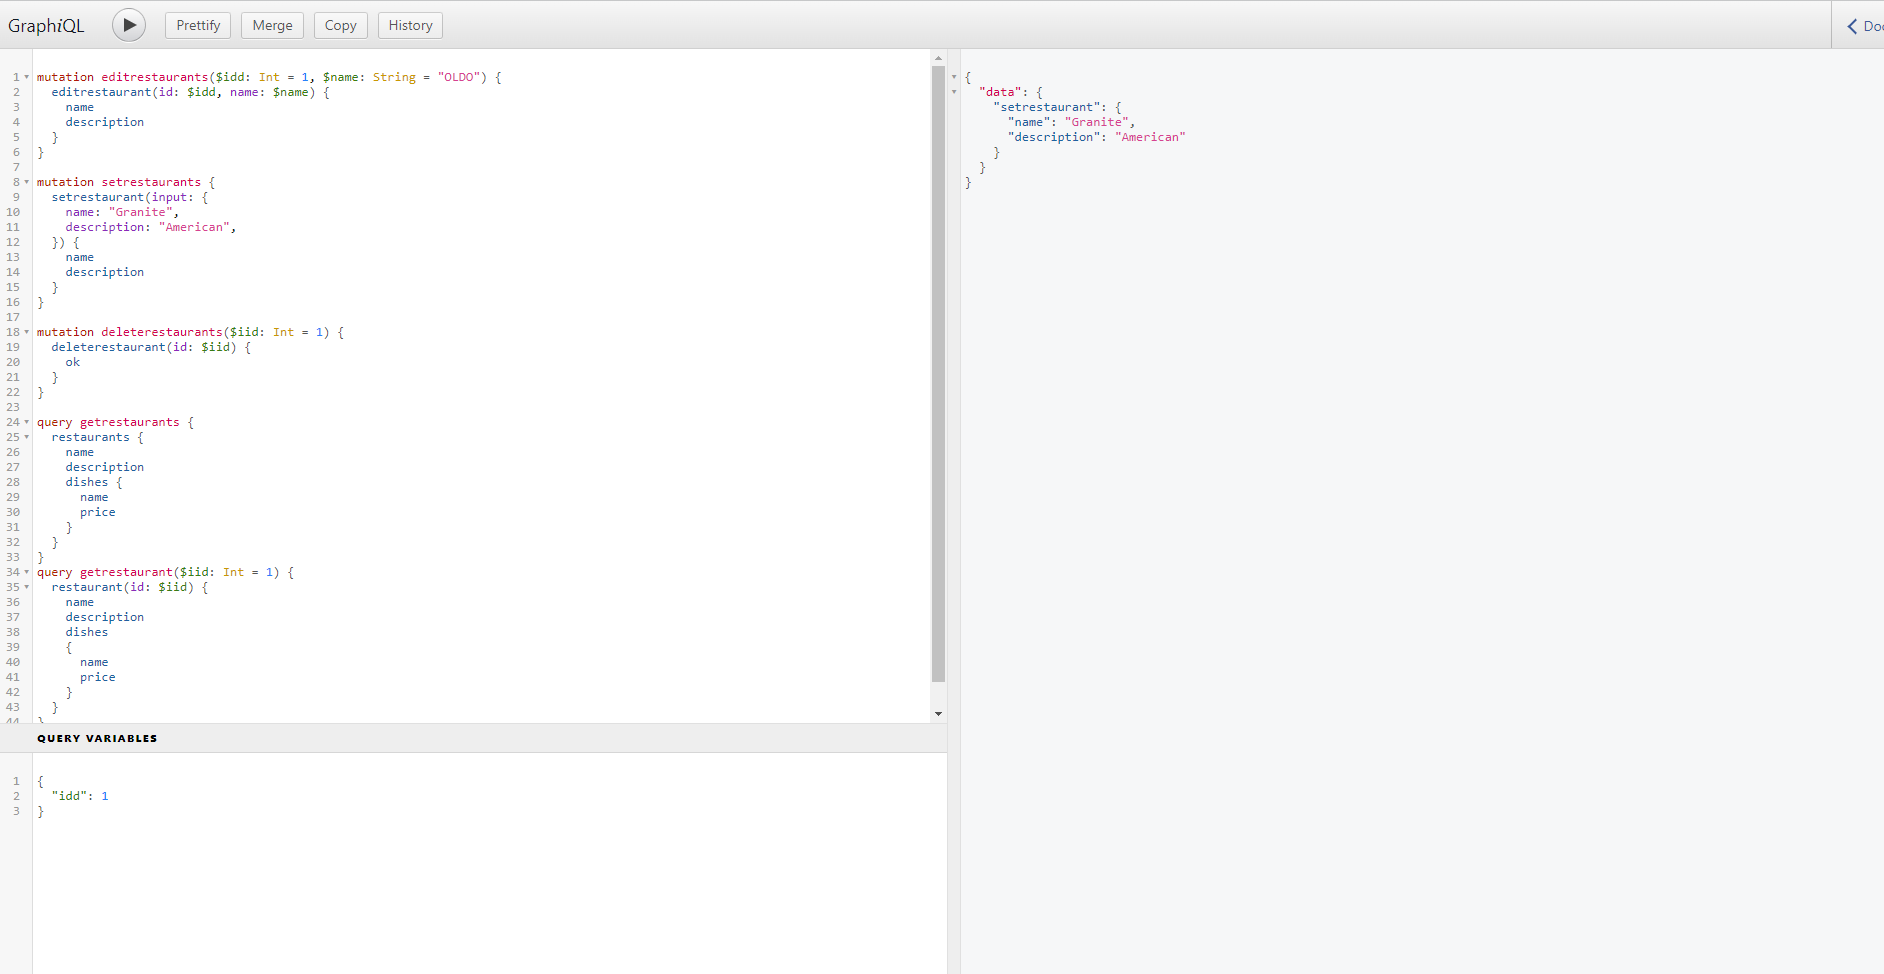 GraphiQL Prettify Merge Copy History Doc
1 mutation editrestaurants($idd: Int = 1, $name: String = "OLDO") {
2   editrestaurant(id: $idd, name: $name) {
3     name
4     description
5   }
6 }
7
8 mutation setrestaurants {
9   setrestaurant(input: {
10     name: "Granite",
11     description: "American",
12   }) {
13     name
14     description
15   }
16 }
17
18 mutation deleterestaurants($iid: Int = 1) {
19   deleterestaurant(id: $iid) {
20     ok
21   }
22 }
23
24 query getrestaurants {
25   restaurants {
26     name
27     description
28     dishes {
29       name
30       price
31     }
32   }
33 }
34 query getrestaurant($iid: Int = 1) {
35   restaurant(id: $iid) {
36     name
37     description
38     dishes
39     {
40       name
41       price
42     }
43   }
44 }
QUERY VARIABLES
1 {
2   "idd": 1
3 }
{
  "data": {
    "setrestaurant": {
      "name": "Granite",
      "description": "American"
    }
  }
}